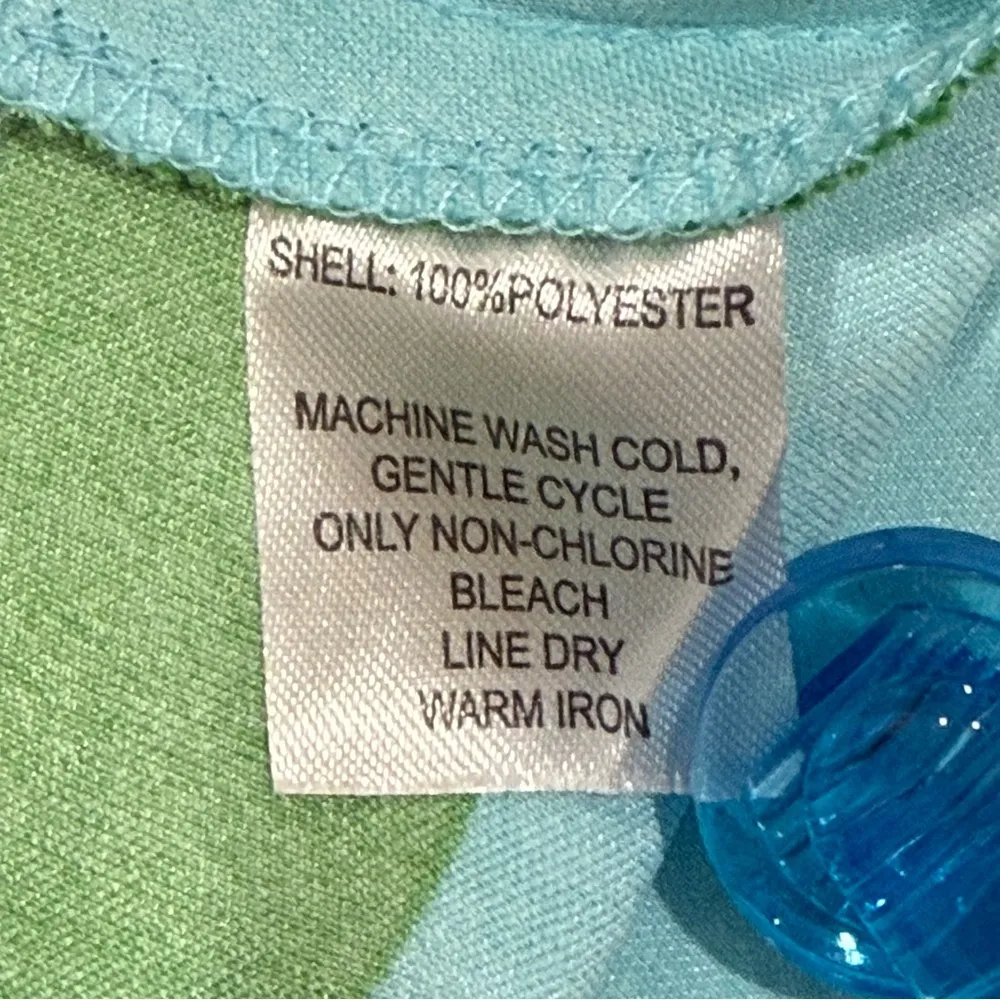 SHELL: 100%POLYESTER
MACHINE WASH COLD,
GENTLE CYCLE
ONLY NON-CHLORINE
BLEACH
LINE DRY
WARM IRON